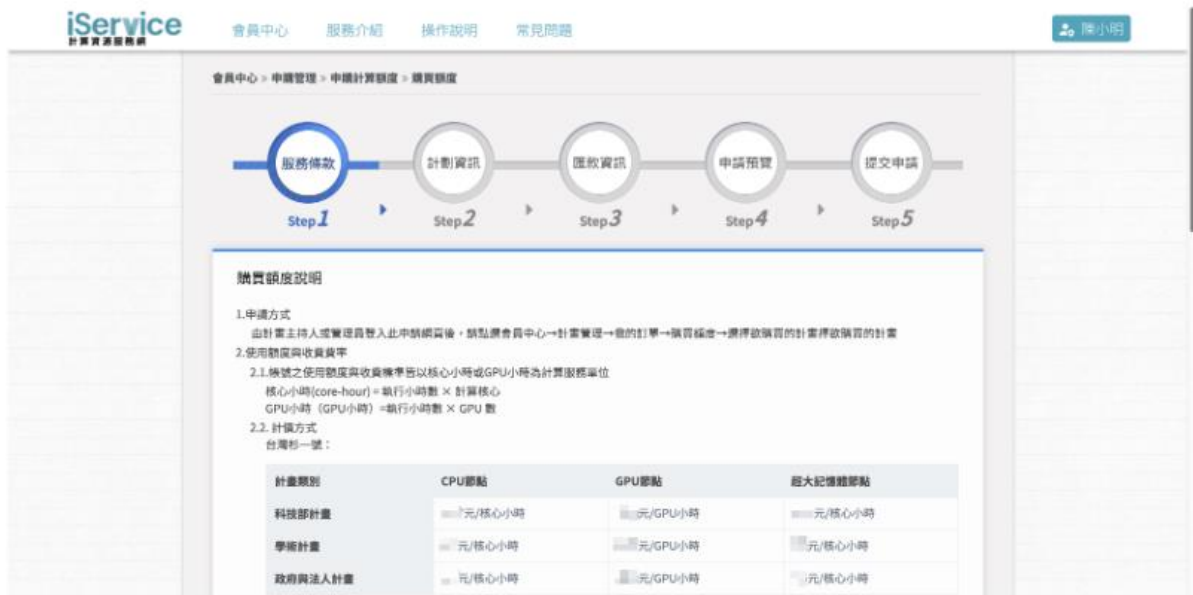 iService
計算資源服務網
會員中心 服務介紹 操作說明 常見問題
陳小明
會員中心 > 申請管理 > 申請計算額度 > 購買額度
服務條款 計劃資訊 匯款資訊 申請預覽 提交申請
Step 1 Step 2 Step 3 Step 4 Step 5
購買額度說明
1.申請方式
由計畫主持人或管理員登入此申請網頁後，請點選會員中心→計畫管理→我的訂單→購買額度→選擇欲購買的計畫擇欲購買的計畫
2.使用額度與收費費率
2.1.帳號之使用額度與收費標準皆以核心小時或GPU小時為計算服務單位
核心小時(core-hour) = 執行小時數 × 計算核心
GPU小時（GPU小時）=執行小時數 × GPU 數
2.2. 計價方式
台灣杉一號：
計畫類別 CPU節點 GPU節點 超大記憶體節點
科技部計畫 元/核心小時 元/GPU小時 元/核心小時
學術計畫 元/核心小時 元/GPU小時 元/核心小時
政府與法人計畫 元/核心小時 元/GPU小時 元/核心小時